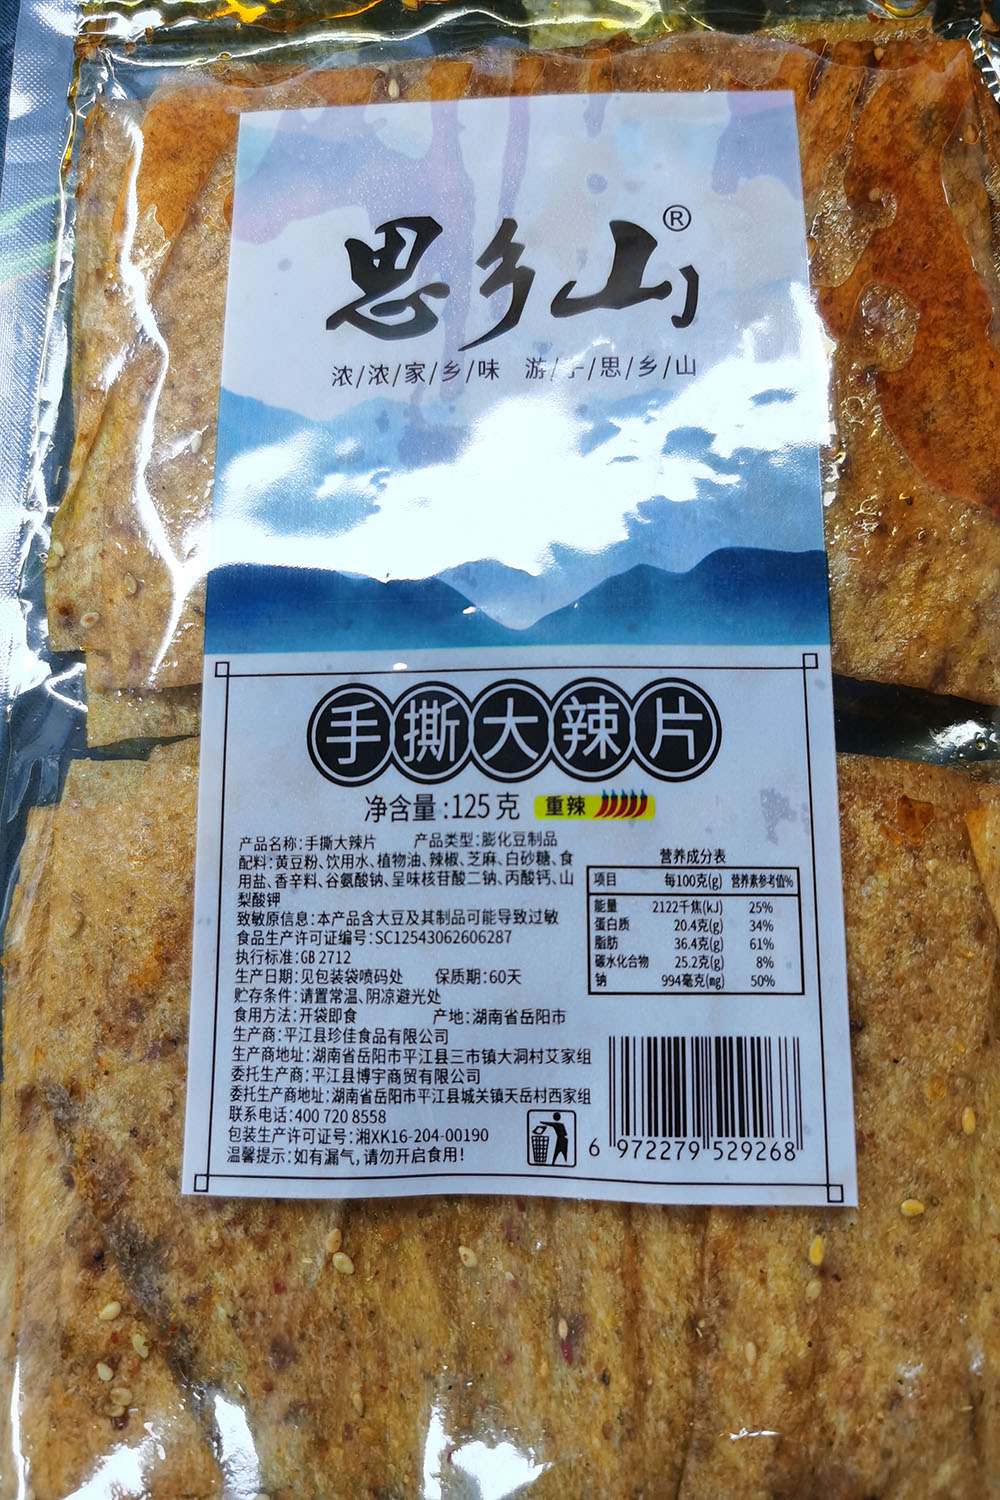 思乡山®
浓/浓/家/乡/味 游/子/思/乡/山
手撕大辣片
净含量:125克 重辣
产品名称:手撕大辣片 产品类型:膨化豆制品
配料:黄豆粉、饮用水、植物油、辣椒、芝麻、白砂糖、食
用盐、香辛料、谷氨酸钠、呈味核苷酸二钠、丙酸钙、山
梨酸钾
致敏原信息:本产品含大豆及其制品可能导致过敏
食品生产许可证编号:SC12543062606287
执行标准:GB 2712
生产日期:见包装袋喷码处 保质期:60天
贮存条件:请置常温、阴凉避光处
食用方法:开袋即食 产地:湖南省岳阳市
生产商:平江县珍佳食品有限公司
生产商地址:湖南省岳阳市平江县三市镇大洞村艾家组
委托生产商:平江县博宇商贸有限公司
委托生产商地址:湖南省岳阳市平江县城关镇天岳村西家组
联系电话:400 720 8558
包装生产许可证号:湘XK16-204-00190
温馨提示:如有漏气,请勿开启食用!
营养成分表
项目 每100克(g) 营养素参考值%
能量 2122千焦(kJ) 25%
蛋白质 20.4克(g) 34%
脂肪 36.4克(g) 61%
碳水化合物 25.2克(g) 8%
钠 994毫克(mg) 50%
6 972279 529268